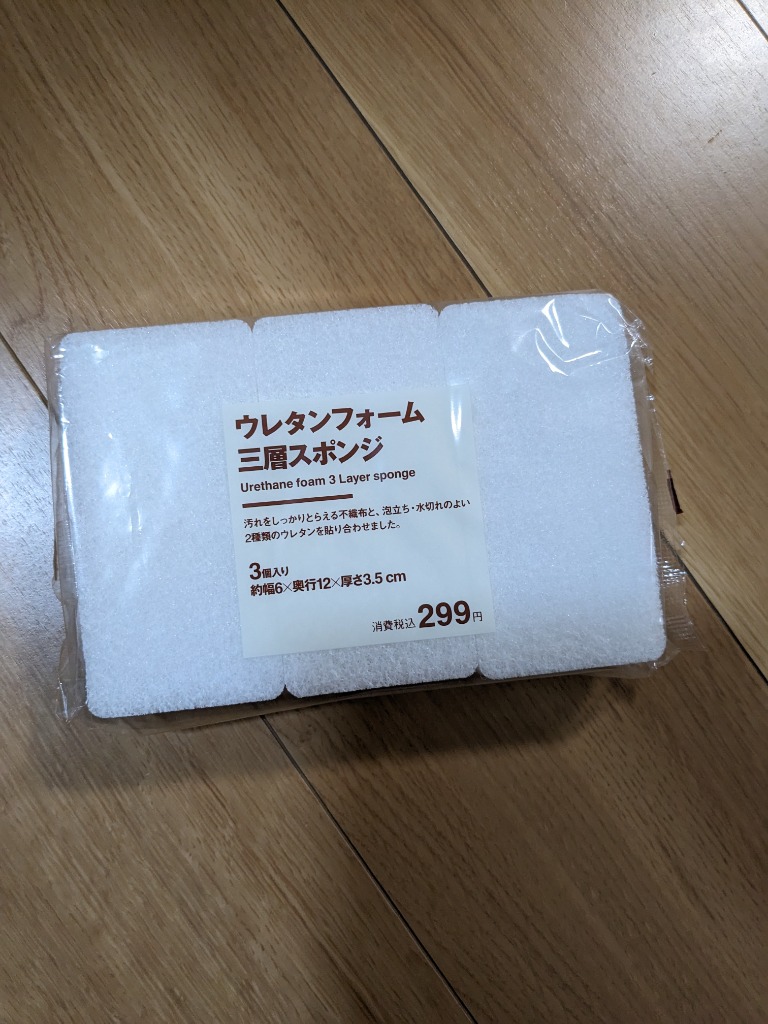 ウレタンフォーム
三層スポンジ
Urethane foam 3 Layer sponge
汚れをしっかりとらえる不織布と、泡立ち・水切れのよい
2種類のウレタンを貼り合わせました。
3個入り
約幅6×奥行12×厚さ3.5 cm
消費税込299円